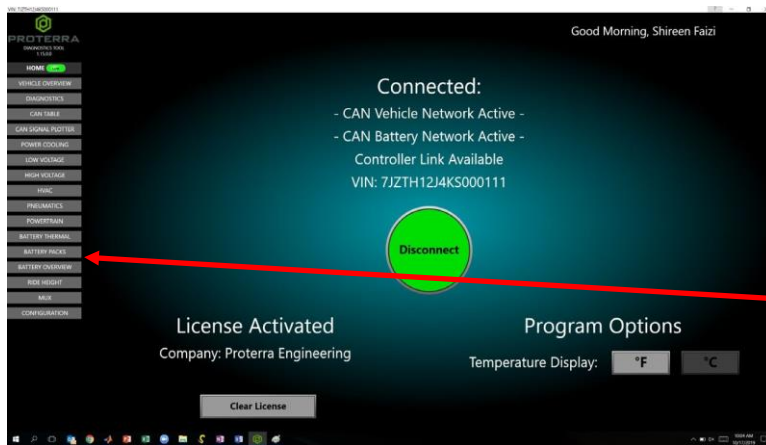 PROTERRA
DIAGNOSTICS TOOL
HOME
VEHICLE OVERVIEW
DIAGNOSTICS
CAN TABLE
CAN SIGNAL PLOTTER
POWER COOLING
LOW VOLTAGE
HIGH VOLTAGE
HVAC
PNEUMATICS
POWERTRAIN
BATTERY THERMAL
BATTERY PACKS
BATTERY OVERVIEW
RIDE HEIGHT
MUX
CONFIGURATION
Good Morning, Shireen Faizi
Connected:
- CAN Vehicle Network Active -
- CAN Battery Network Active -
Controller Link Available
VIN: 7JZTH12J4KS000111
Disconnect
License Activated
Company: Proterra Engineering
Clear License
Program Options
Temperature Display: °F °C